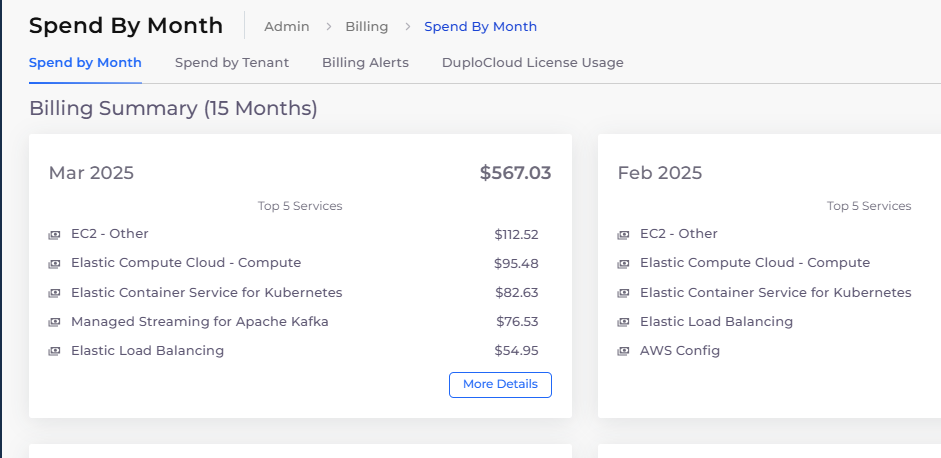 Spend By Month Admin > Billing > Spend By Month
Spend by Month Spend by Tenant Billing Alerts DuploCloud License Usage
Billing Summary (15 Months)
Mar 2025 $567.03
Top 5 Services
EC2 - Other $112.52
Elastic Compute Cloud - Compute $95.48
Elastic Container Service for Kubernetes $82.63
Managed Streaming for Apache Kafka $76.53
Elastic Load Balancing $54.95
More Details
Feb 2025
Top 5 Services
EC2 - Other
Elastic Compute Cloud - Compute
Elastic Container Service for Kubernetes
Elastic Load Balancing
AWS Config